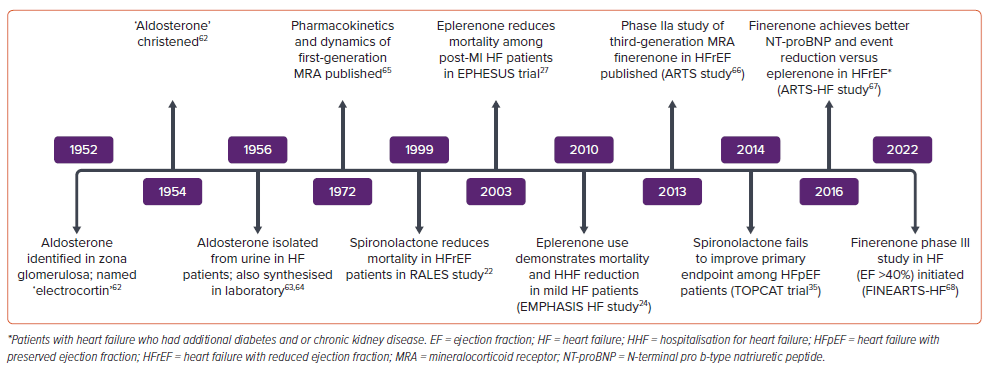 ‘Aldosterone’
christened62
Pharmacokinetics
and dynamics of
first-generation
MRA published65
Eplerenone reduces
mortality among
post-MI HF patients
in EPHESUS trial27
Phase IIa study of
third-generation MRA
finerenone in HFrEF
published (ARTS study66)
Finerenone achieves better
NT-proBNP and event
reduction versus
eplerenone in HFrEF*
(ARTS-HF study67)
1952
1956
1999
2010
2014
2022
1954
1972
2003
2013
2016
Aldosterone
identified in zona
glomerulosa; named
‘electrocortin’62
Aldosterone isolated
from urine in HF
patients; also synthesised
in laboratory63,64
Spironolactone reduces
mortality in HFrEF
patients in RALES study22
Eplerenone use
demonstrates mortality
and HHF reduction
in mild HF patients
(EMPHASIS HF study24)
Spironolactone fails
to improve primary
endpoint among HFpEF
patients (TOPCAT trial35)
Finerenone phase III
study in HF
(EF >40%) initiated
(FINEARTS-HF68)
*Patients with heart failure who had additional diabetes and or chronic kidney disease. EF = ejection fraction; HF = heart failure; HHF = hospitalisation for heart failure; HFpEF = heart failure with
preserved ejection fraction; HFrEF = heart failure with reduced ejection fraction; MRA = mineralocorticoid receptor; NT-proBNP = N-terminal pro b-type natriuretic peptide.